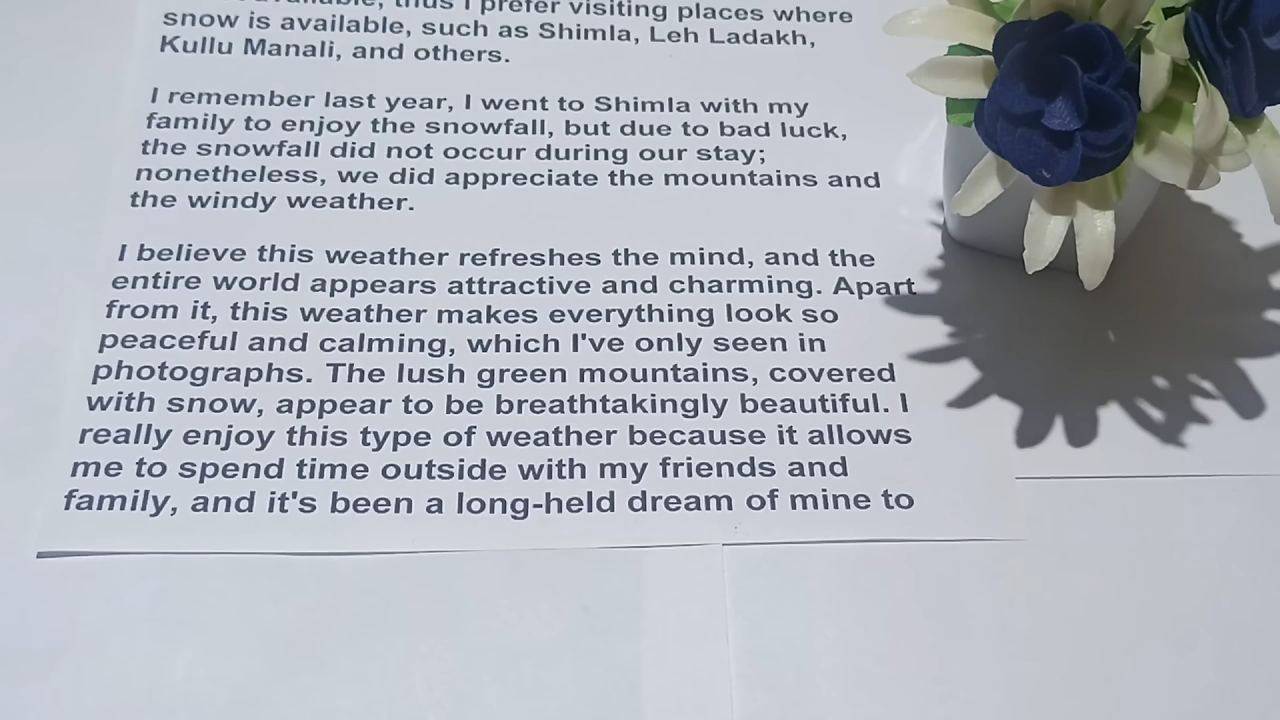 thus I prefer visiting places where
snow is available, such as Shimla, Leh Ladakh,
Kullu Manali, and others.
I remember last year, I went to Shimla with my
family to enjoy the snowfall, but due to bad luck,
the snowfall did not occur during our stay;
nonetheless, we did appreciate the mountains and
the windy weather.
I believe this weather refreshes the mind, and the
entire world appears attractive and charming. Apart
from it, this weather makes everything look so
peaceful and calming, which I've only seen in
photographs. The lush green mountains, covered
with snow, appear to be breathtakingly beautiful. I
really enjoy this type of weather because it allows
me to spend time outside with my friends and
family, and it's been a long-held dream of mine to